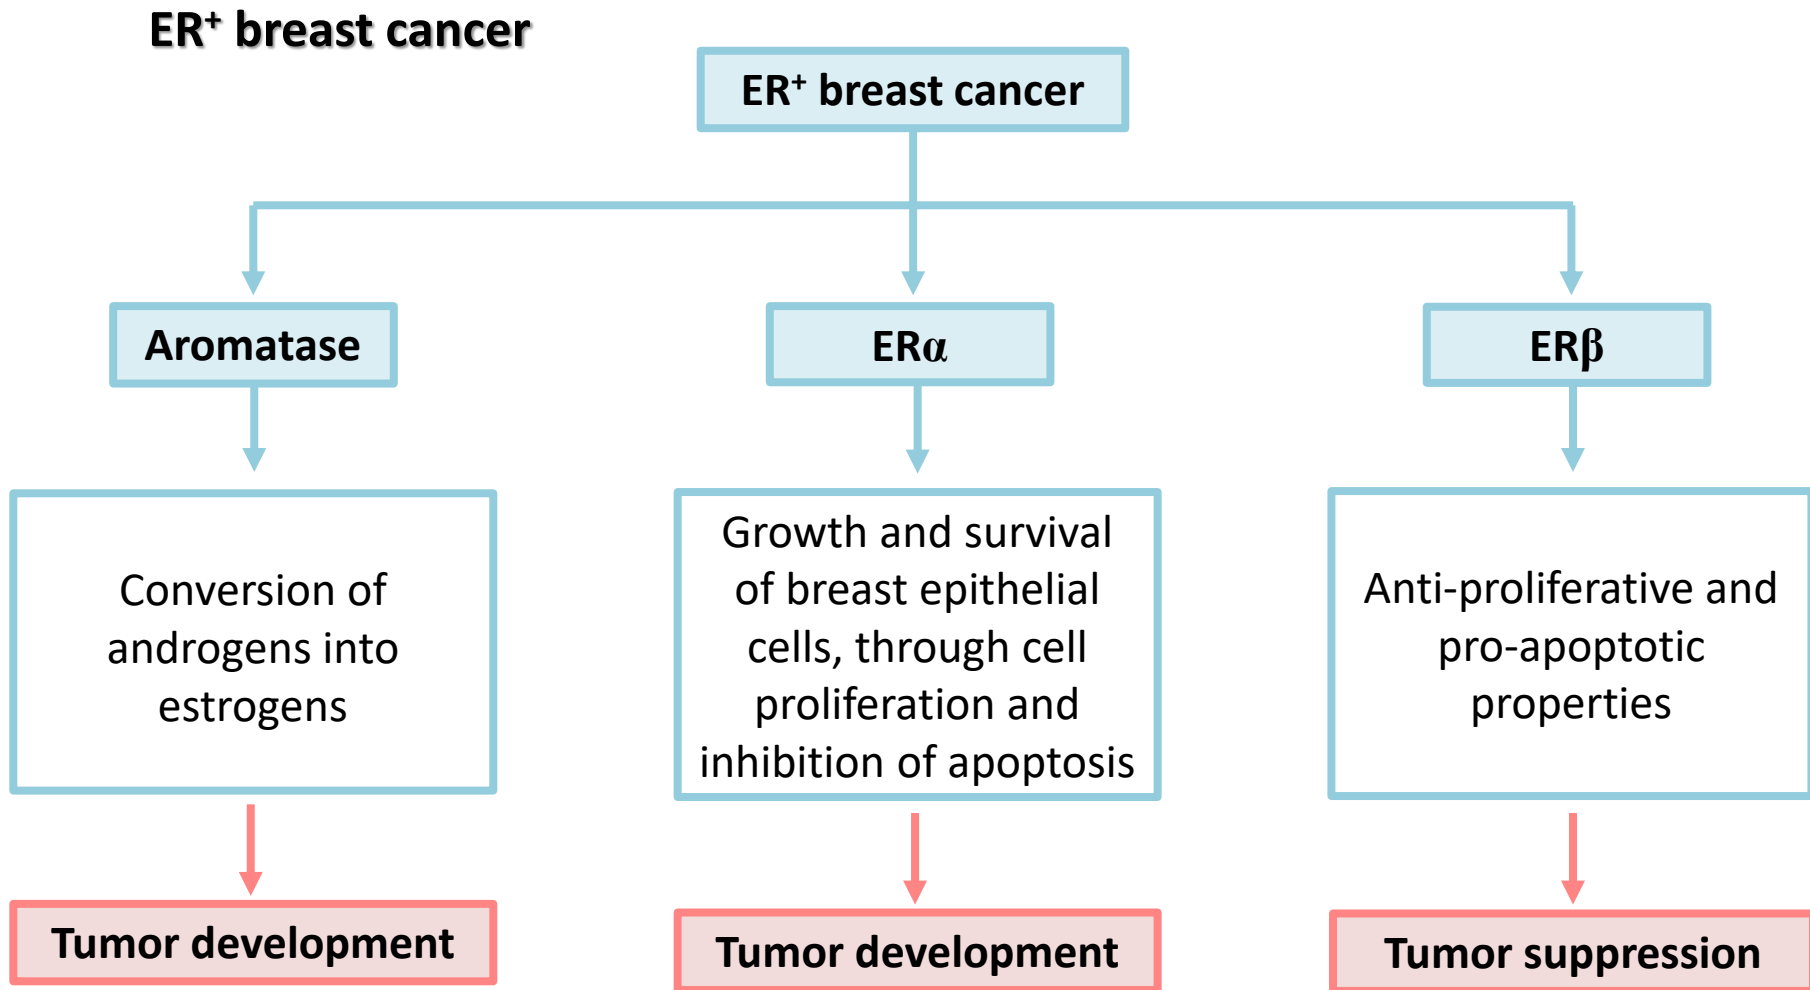 ER⁺ breast cancer
ER⁺ breast cancer
Aromatase
ERα
ERβ
Conversion of
androgens into
estrogens
Growth and survival
of breast epithelial
cells, through cell
proliferation and
inhibition of apoptosis
Anti-proliferative and
pro-apoptotic
properties
Tumor development
Tumor development
Tumor suppression